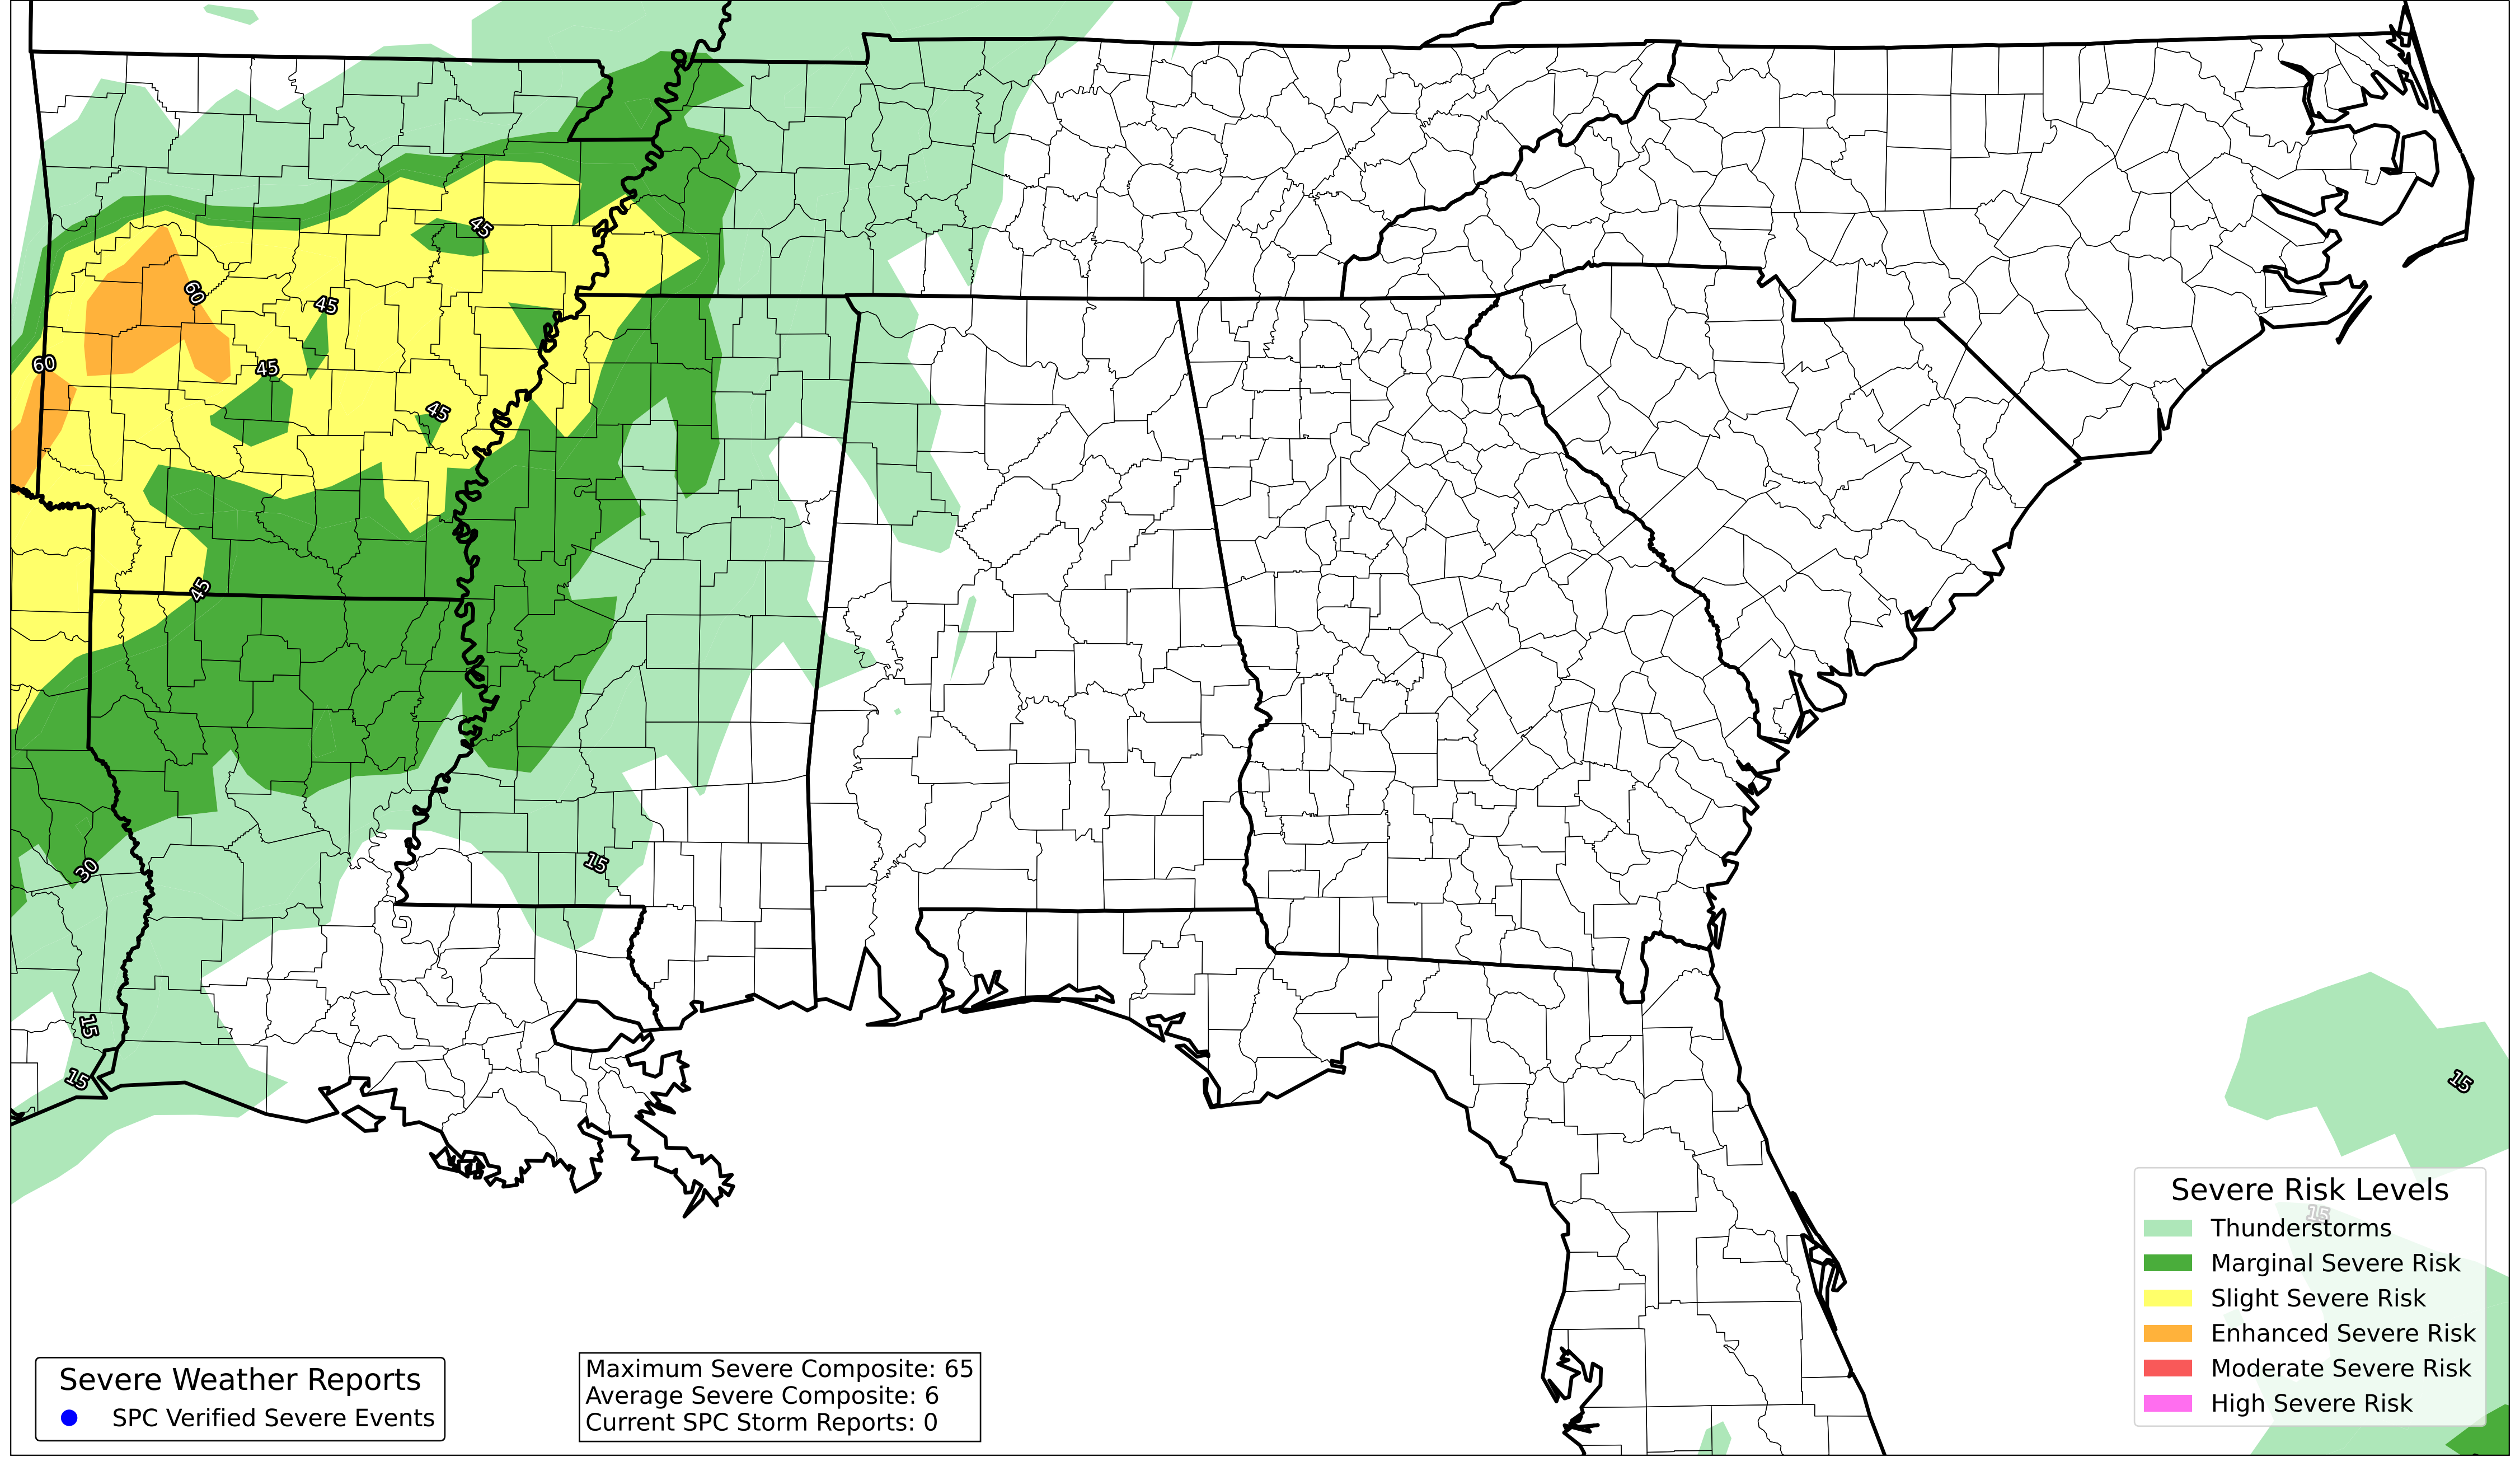 45
60
45
60
45
45
45
30
15
15
15
15
15
Severe Risk Levels
Thunderstorms
Marginal Severe Risk
Slight Severe Risk
Enhanced Severe Risk
Moderate Severe Risk
High Severe Risk
Severe Weather Reports
SPC Verified Severe Events
Maximum Severe Composite: 65
Average Severe Composite: 6
Current SPC Storm Reports: 0